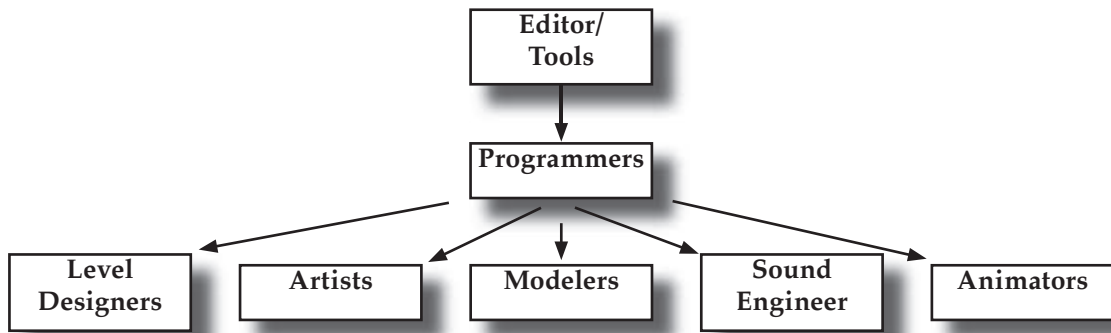 Editor/
Tools
Programmers
Level
Designers
Artists
Modelers
Sound
Engineer
Animators